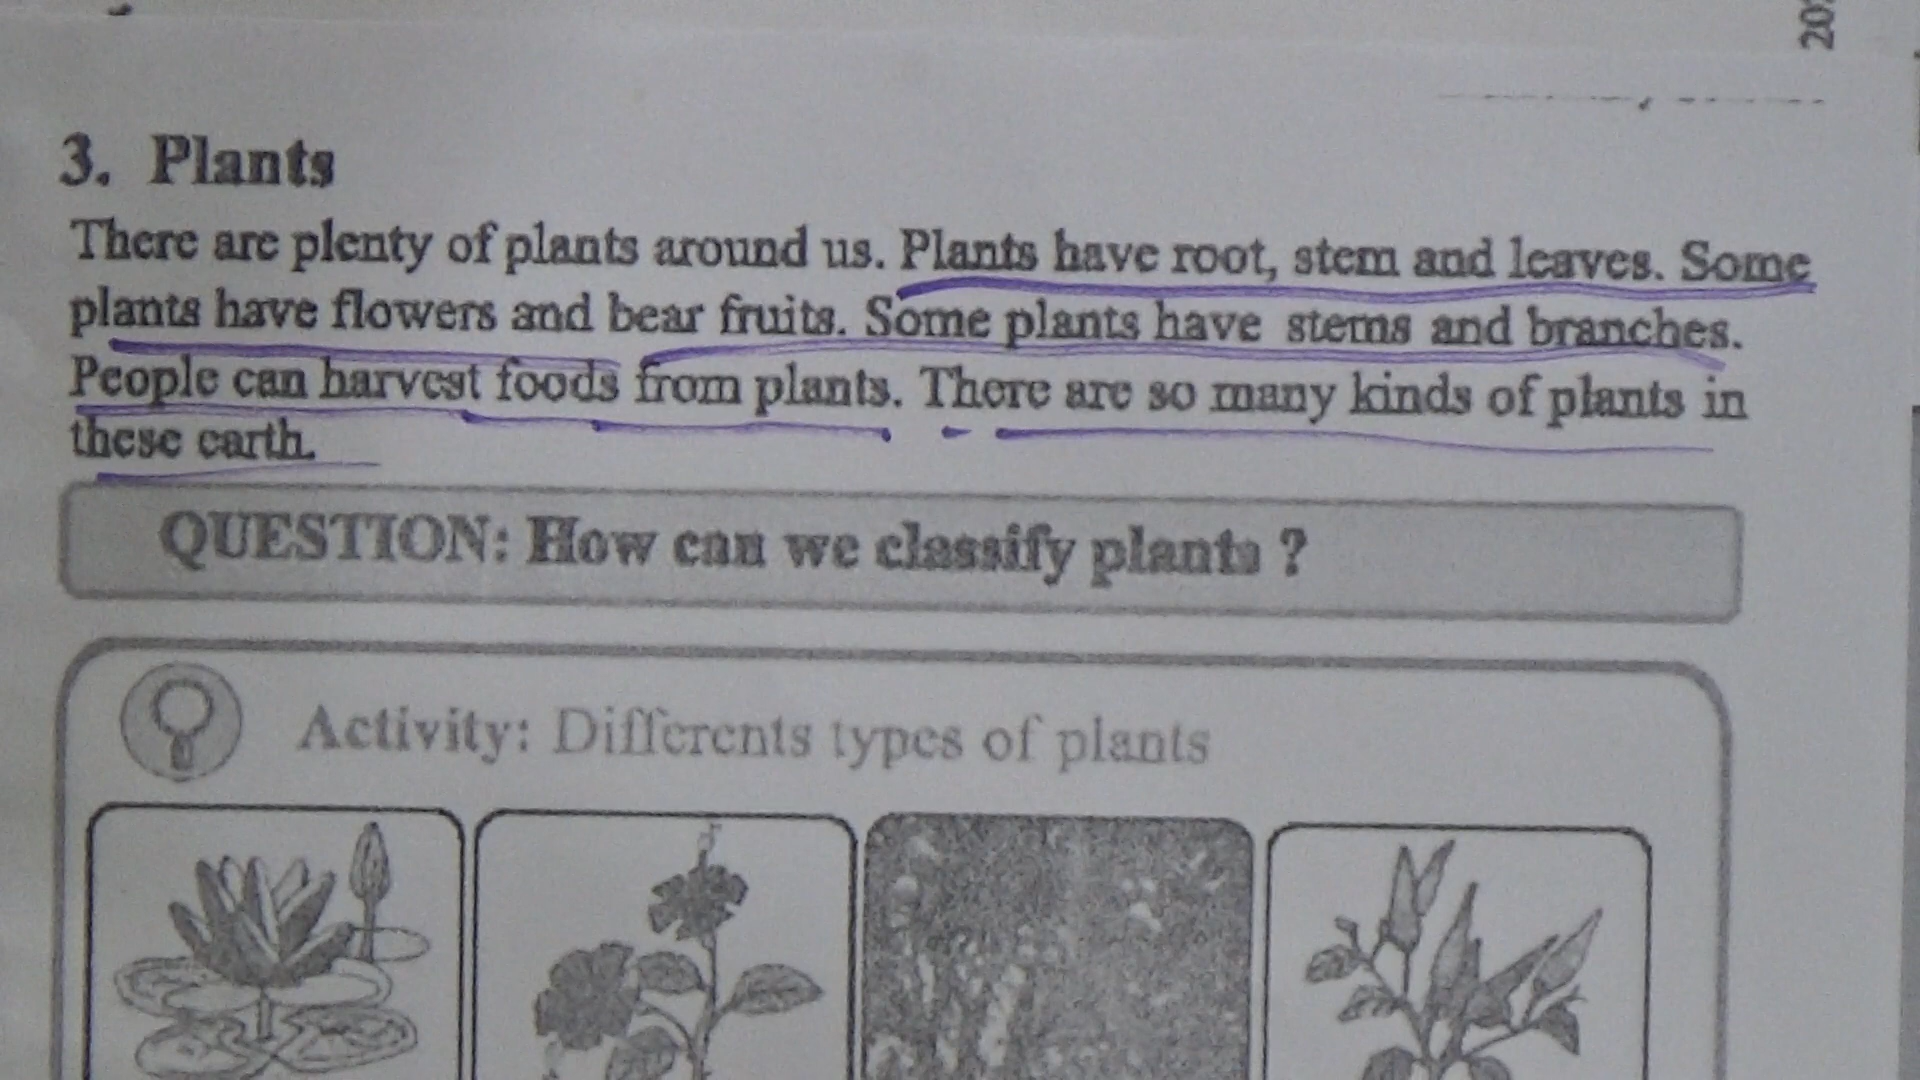 20
3. Plants
There are plenty of plants around us. Plants have root, stem and leaves. Some
plants have flowers and bear fruits. Some plants have stems and branches.
People can harvest foods from plants. There are so many kinds of plants in
these earth.
QUESTION: How can we classify plants ?
Activity: Differents types of plants